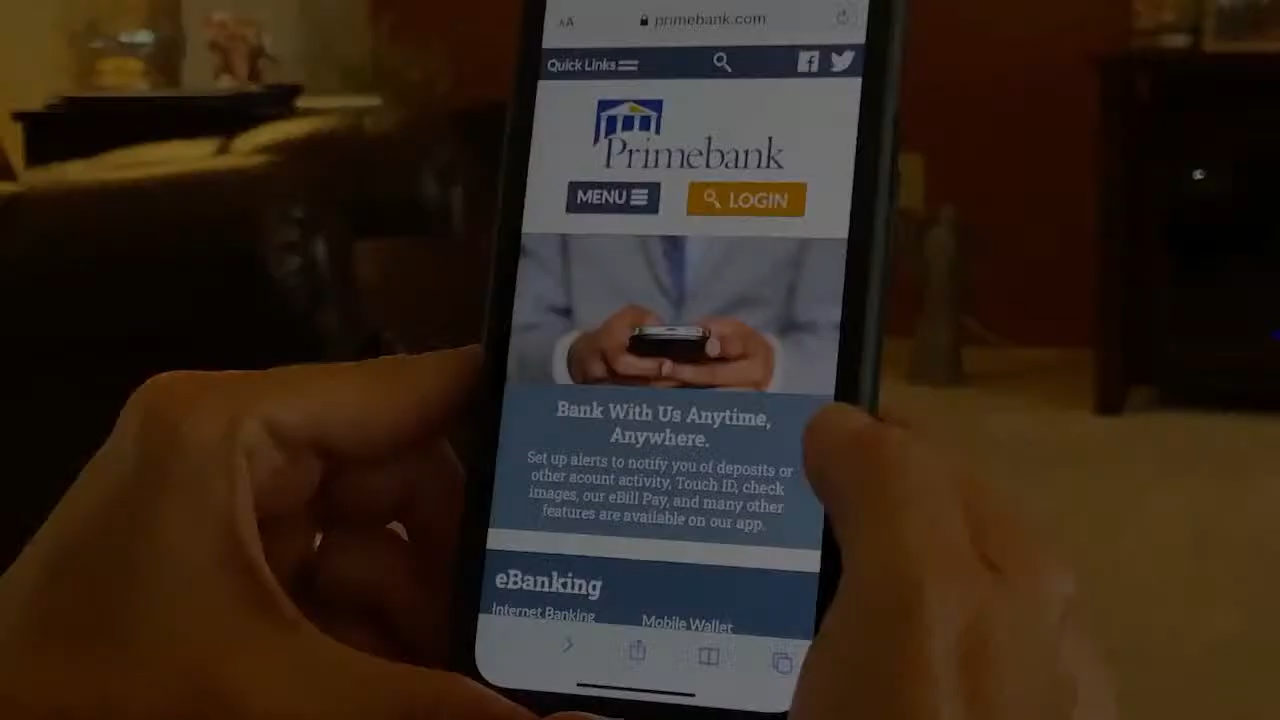 AA primebank.com
Quick Links
Primebank
MENU LOGIN
Bank With Us Anytime,
Anywhere.
Set up alerts to notify you of deposits or
other acount activity, Touch ID, check
images, our eBill Pay, and many other
features are available on our app.
eBanking
Internet Banking Mobile Wallet